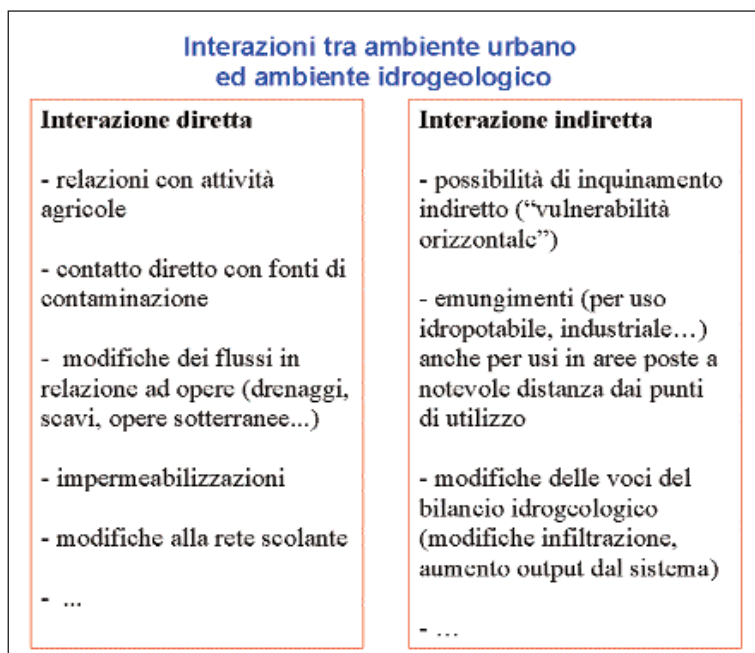 Interazioni tra ambiente urbano
ed ambiente idrogeologico
Interazione diretta
- relazioni con attività
agricole
- contatto diretto con fonti di
contaminazione
- modifiche dei flussi in
relazione ad opere (drenaggi,
scavi, opere sotterranee...)
- impermeabilizzazioni
- modifiche alla rete scolante
- ...
Interazione indiretta
- possibilità di inquinamento
indiretto (“vulnerabilità
orizzontale”)
- emungimenti (per uso
idropotabile, industriale…)
anche per usi in aree poste a
notevole distanza dai punti
di utilizzo
- modifiche delle voci del
bilancio idrogeologico
(modifiche infiltrazione,
aumento output dal sistema)
- …